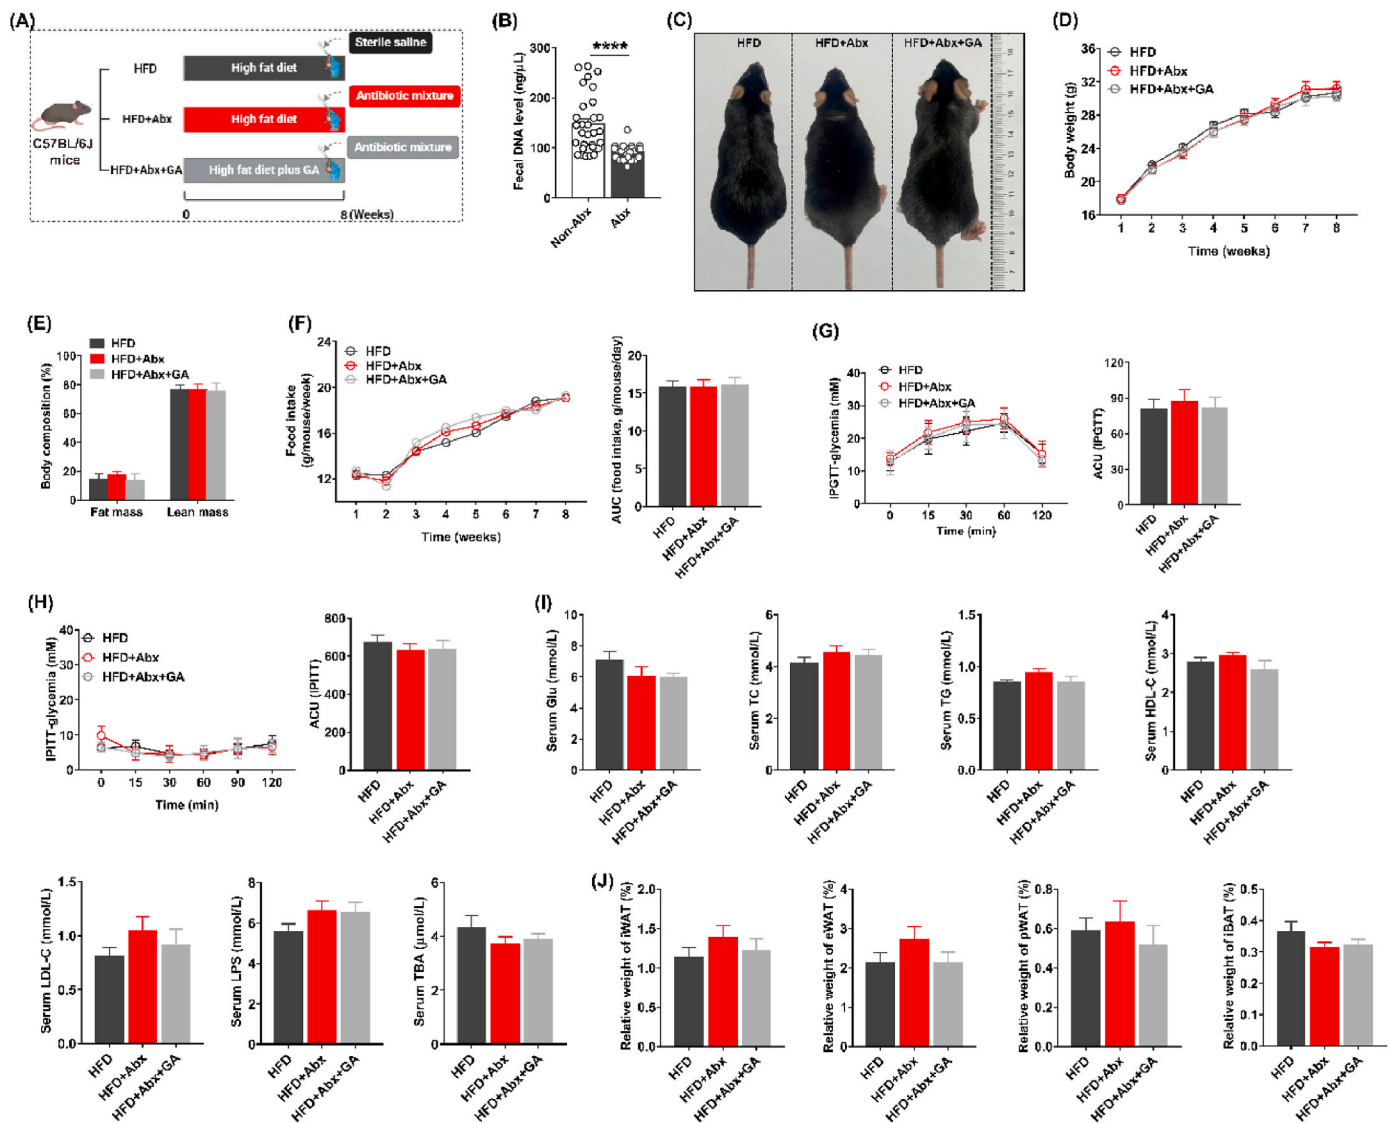 (A)
Sterile saline
HFD
High fat diet
Antibiotic mixture
HFD+Abx
High fat diet
C57BL/6J
mice
Antibiotic mixture
HFD+Abx+GA
High fat diet plus GA
0
8 (Weeks)
(B)
Fecal DNA level (ng/μL)
300
250
200
150
100
50
0
****
Non-Abx
Abx
(C)
HFD
HFD+Abx
HFD+Abx+GA
18
17
16
15
14
13
12
11
10
9
8
7
(D)
HFD
HFD+Abx
HFD+Abx+GA
Body weight (g)
40
34
28
22
16
1 2 3 4 5 6 7 8
Time (weeks)
(E)
HFD
HFD+Abx
HFD+Abx+GA
Body composition (%)
100
80
60
40
20
0
Fat mass
Lean mass
(F)
HFD
HFD+Abx
HFD+Abx+GA
Food intake
(g/mouse/week)
24
20
16
12
1 2 3 4 5 6 7 8
Time (weeks)
AUC (food intake, g/mouse/day)
20
15
10
5
0
HFD
HFD+Abx
HFD+Abx+GA
(G)
HFD
HFD+Abx
HFD+Abx+GA
IPGTT-glycemia (mM)
40
30
20
10
0
0 15 30 60 120
Time (min)
ACU (IPGTT)
120
90
60
30
0
HFD
HFD+Abx
HFD+Abx+GA
(H)
HFD
HFD+Abx
HFD+Abx+GA
IPITT-glycemia (mM)
40
30
20
10
0
0 15 30 60 90 120
Time (min)
ACU (IPITT)
800
600
400
200
0
HFD
HFD+Abx
HFD+Abx+GA
(I)
Serum Glu (mmol/L)
10
8
6
4
2
0
HFD
HFD+Abx
HFD+Abx+GA
Serum TC (mmol/L)
6
4
2
0
HFD
HFD+Abx
HFD+Abx+GA
Serum TG (mmol/L)
1.5
1.0
0.5
0.0
HFD
HFD+Abx
HFD+Abx+GA
Serum HDL-C (mmol/L)
4
3
2
1
0
HFD
HFD+Abx
HFD+Abx+GA
Serum LDL-C (mmol/L)
1.5
1.0
0.5
0.0
HFD
HFD+Abx
HFD+Abx+GA
Serum LPS (mmol/L)
8
6
4
2
0
HFD
HFD+Abx
HFD+Abx+GA
Serum TBA (μmol/L)
6
4
2
0
HFD
HFD+Abx
HFD+Abx+GA
(J)
Relative weight of iWAT (%)
2.0
1.5
1.0
0.5
0.0
HFD
HFD+Abx
HFD+Abx+GA
Relative weight of eWAT (%)
4
3
2
1
0
HFD
HFD+Abx
HFD+Abx+GA
Relative weight of pWAT (%)
0.8
0.6
0.4
0.2
0.0
HFD
HFD+Abx
HFD+Abx+GA
Relative weight of iBAT (%)
0.5
0.4
0.3
0.2
0.1
0.0
HFD
HFD+Abx
HFD+Abx+GA